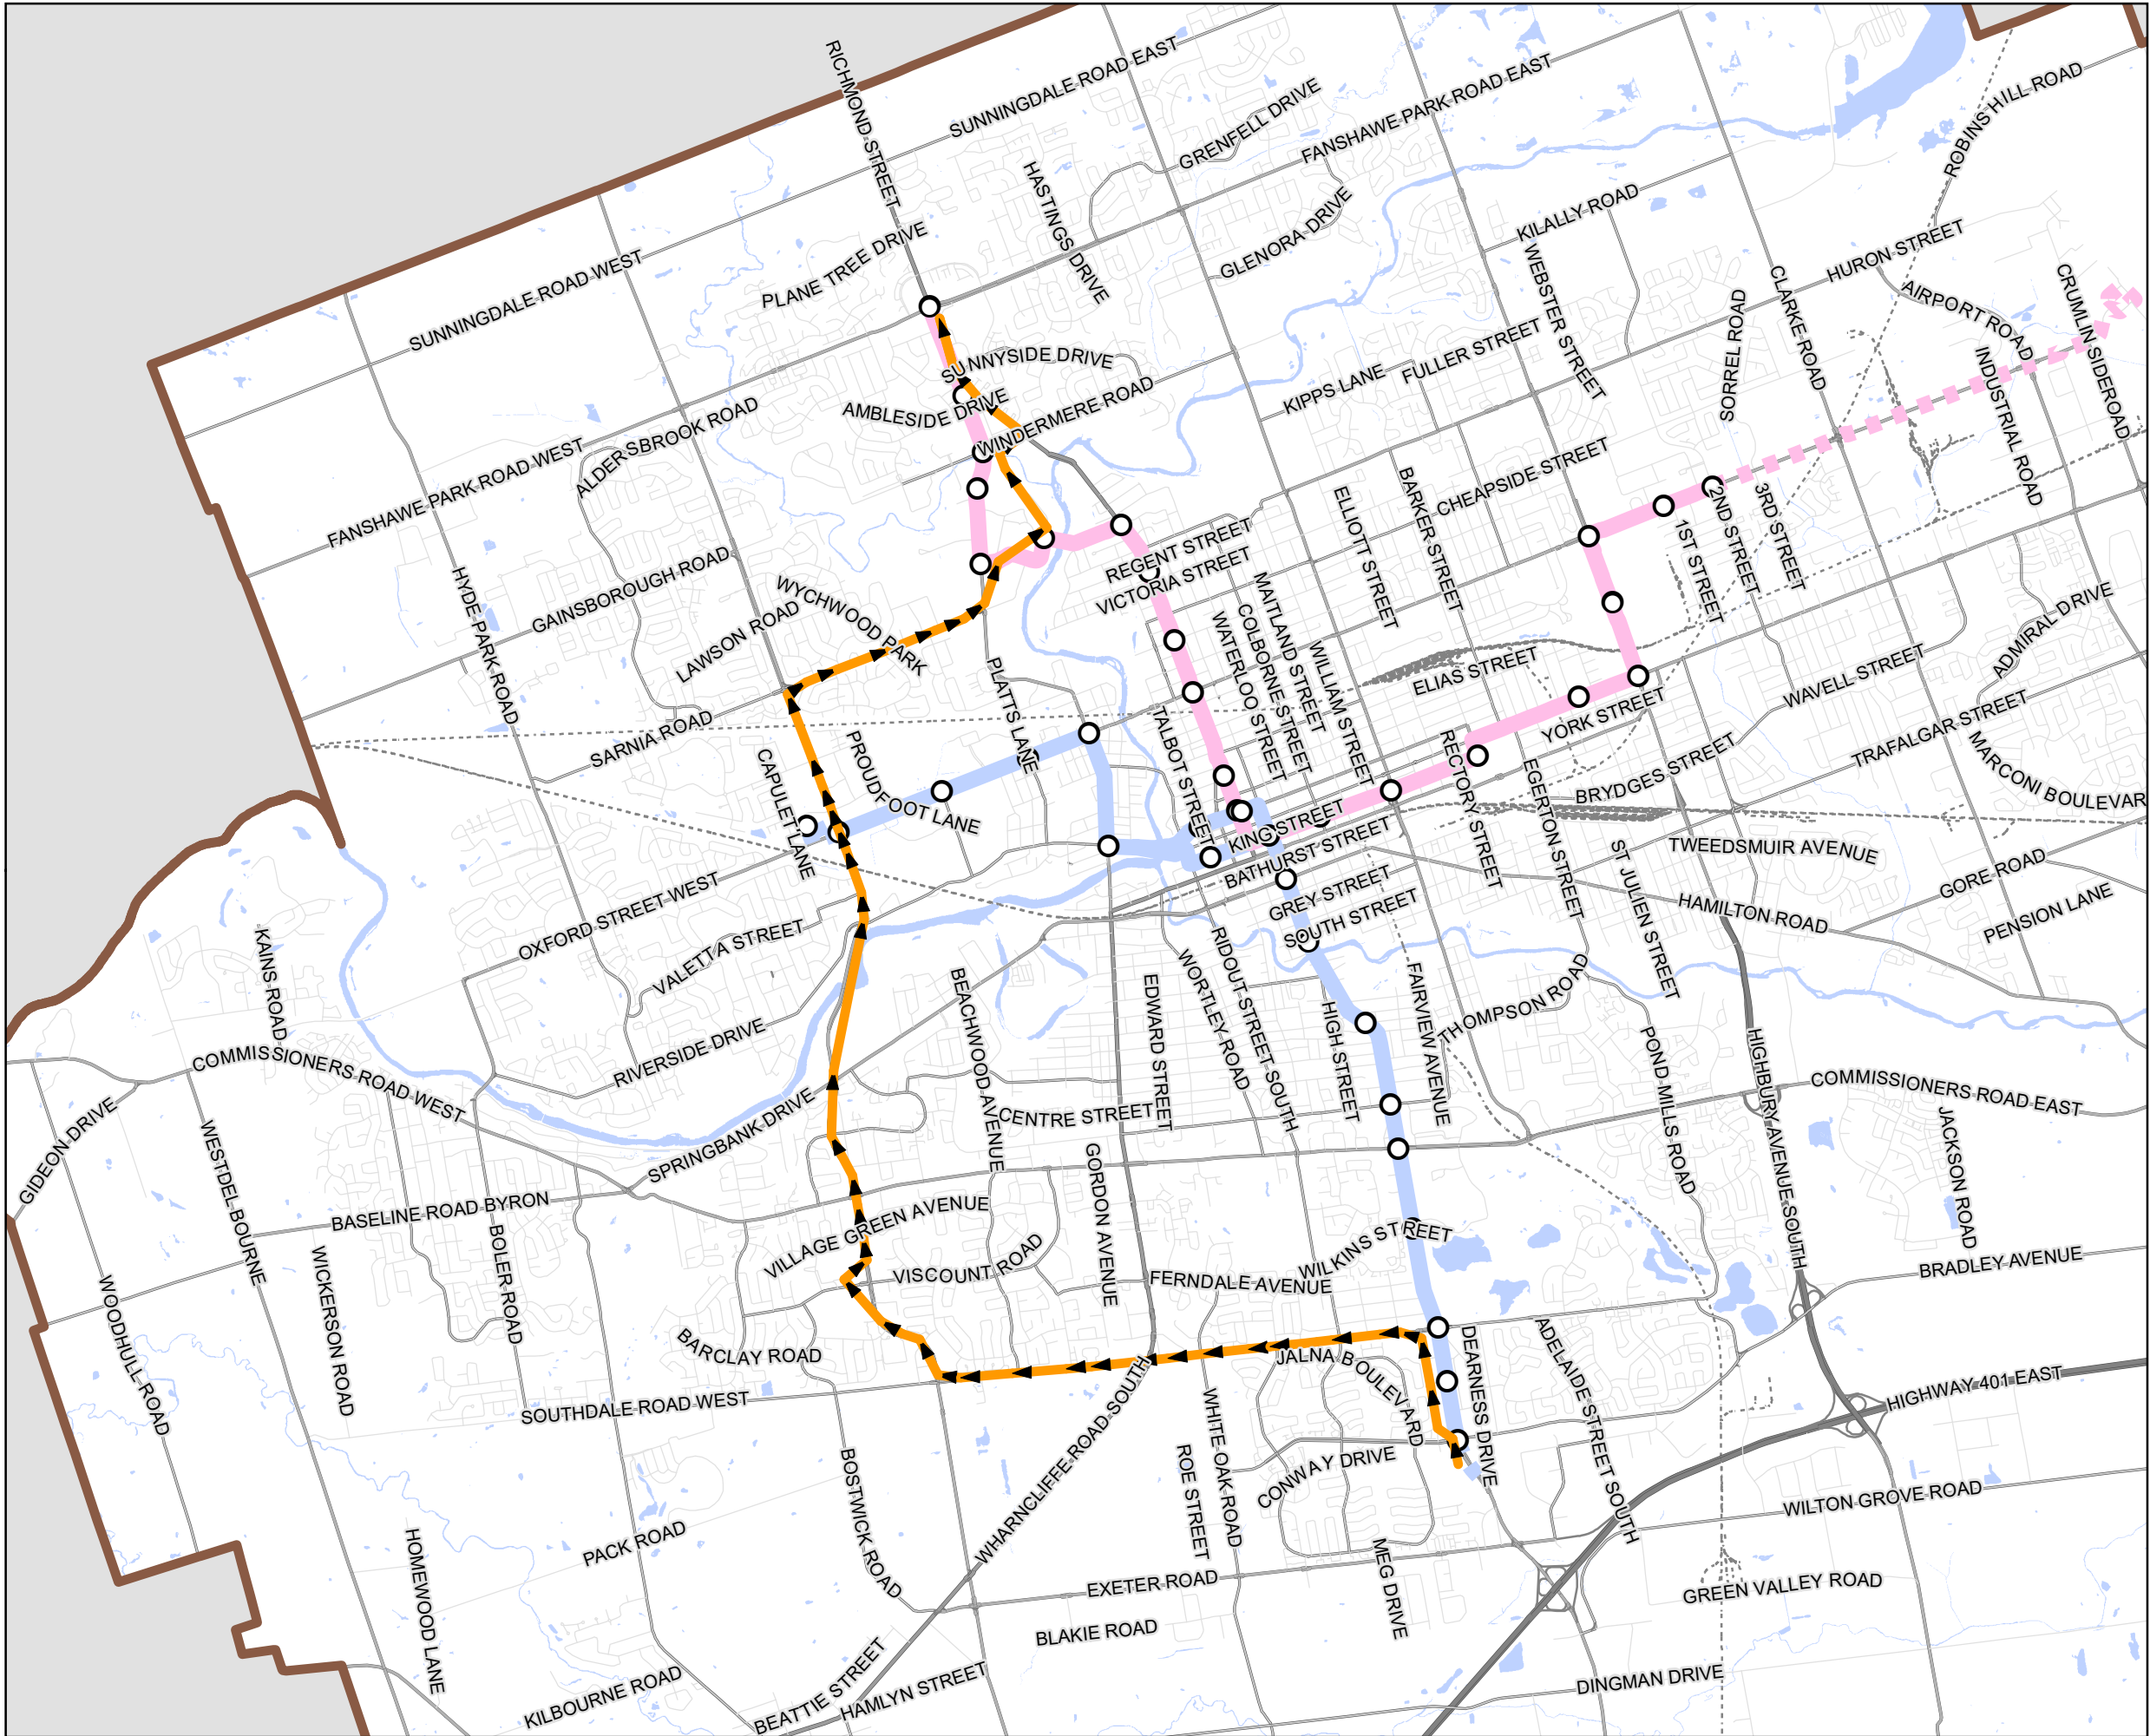 RICHMOND STREET
SUNNINGDALE ROAD EAST
GRENFELL DRIVE
FANSHAWE PARK ROAD EAST
ROBINS HILL ROAD
HASTINGS DRIVE
GLENORA DRIVE
KILALLY ROAD
PLANE TREE DRIVE
SUNNINGDALE ROAD WEST
WEBSTER STREET
CLARKE ROAD
HURON STREET
AIRPORT ROAD
CRUMLIN SIDEROAD
SORREL ROAD
INDUSTRIAL ROAD
SUNNYSIDE DRIVE
FULLER STREET
KIPPS LANE
AMBLESIDE DRIVE
WINDERMERE ROAD
ALDERSBROOK ROAD
FANSHAWE PARK ROAD WEST
CHEAPSIDE STREET
BARKER STREET
ELLIOTT STREET
1ST STREET
2ND STREET
3RD STREET
REGENT STREET
VICTORIA STREET
GAINSBOROUGH ROAD
HYDE PARK ROAD
WYCHWOOD PARK
LAWSON ROAD
MAITLAND STREET
COLBORNE STREET
WATERLOO STREET
WILLIAM STREET
ELIAS STREET
ADMIRAL DRIVE
WAVELL STREET
PLATTS LANE
TALBOT STREET
YORK STREET
TRAFALGAR STREET
SARNIA ROAD
CAPULET LANE
PROUDFOOT LANE
RECTORY STREET
EGERTON STREET
BRYDGES STREET
MARCONI BOULEVAR
KING STREET
BATHURST STREET
TWEEDSMUIR AVENUE
ST JULIEN STREET
GORE ROAD
GREY STREET
SOUTH STREET
HAMILTON ROAD
PENSION LANE
OXFORD STREET WEST
VALETTA STREET
KAINS ROAD
BEACHWOOD AVENUE
EDWARD STREET
WORTLEY ROAD
RIDOUT STREET SOUTH
HIGH STREET
FAIRVIEW AVENUE
THOMPSON ROAD
POND MILLS ROAD
HIGHBURY AVENUE SOUTH
COMMISSIONERS ROAD WEST
RIVERSIDE DRIVE
COMMISSIONERS ROAD EAST
CENTRE STREET
JACKSON ROAD
GIDEON DRIVE
WESTDEL BOURNE
SPRINGBANK DRIVE
GORDON AVENUE
BASELINE ROAD BYRON
BOLER ROAD
VILLAGE GREEN AVENUE
VISCOUNT ROAD
WILKINS STREET
FERNDALE AVENUE
BRADLEY AVENUE
WOODHULL ROAD
WICKERSON ROAD
BARCLAY ROAD
JALNA BOULEVARD
DEARNESS DRIVE
ADELAIDE STREET SOUTH
HIGHWAY 401 EAST
SOUTHDALE ROAD WEST
WHITE OAK ROAD
ROE STREET
CONWAY DRIVE
BOSTWICK ROAD
WHARNCLIFFE ROAD SOUTH
WILTON GROVE ROAD
HOMEWOOD LANE
PACK ROAD
EXETER ROAD
MEG DRIVE
GREEN VALLEY ROAD
BLAKIE ROAD
KILBOURNE ROAD
BEATTIE STREET
HAMLYN STREET
DINGMAN DRIVE